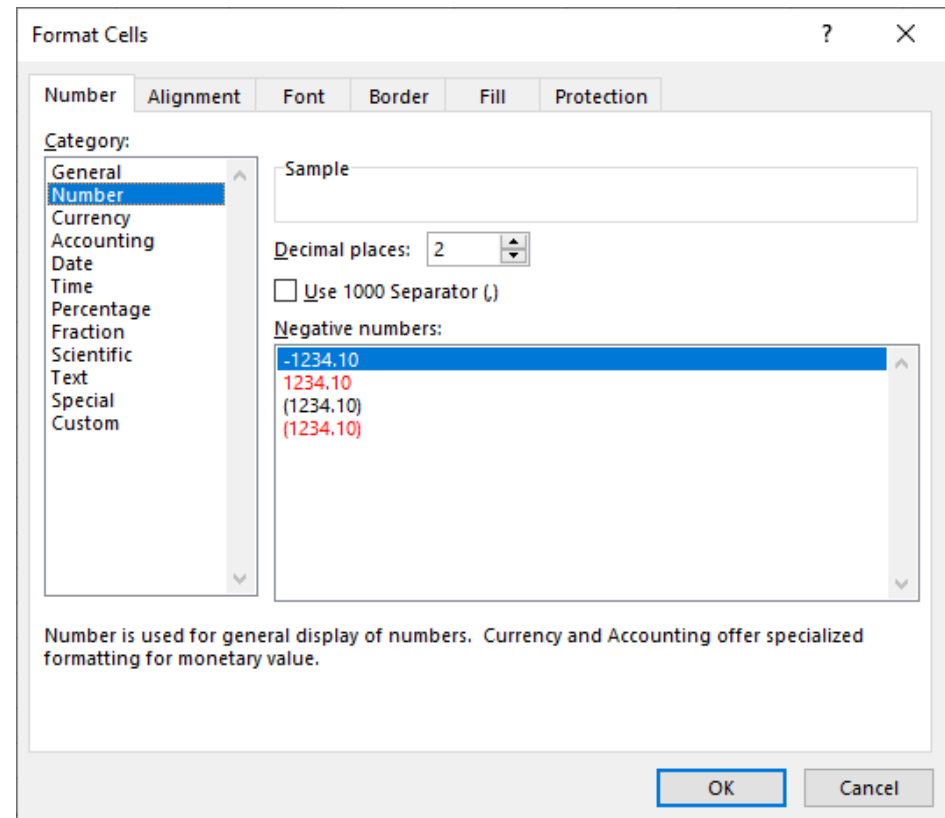 Format Cells ? ×
Number Alignment Font Border Fill Protection
Category:
General
Number
Currency
Accounting
Date
Time
Percentage
Fraction
Scientific
Text
Special
Custom
Sample
Decimal places: 2
Use 1000 Separator (,)
Negative numbers:
-1234.10
1234.10
(1234.10)
(1234.10)
Number is used for general display of numbers.  Currency and Accounting offer specialized
formatting for monetary value.
OK Cancel